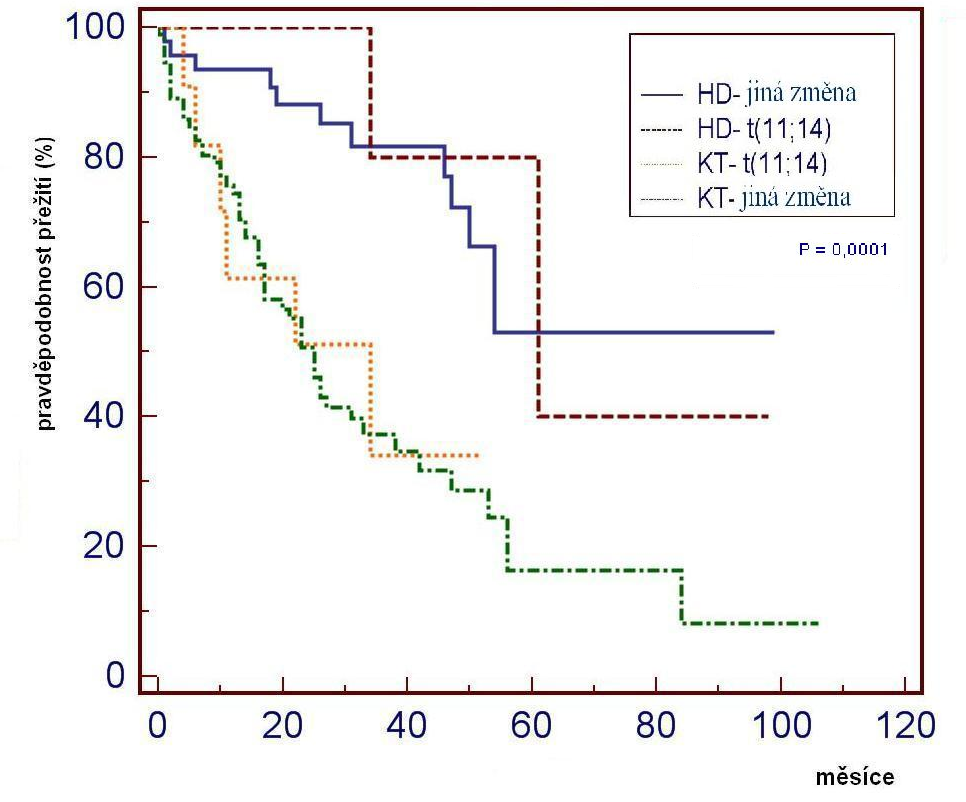 100
80
60
40
20
0
pravděpodobnost přežití (%)
HD- jiná změna
HD- t(11;14)
KT- t(11;14)
KT- jiná změna
P = 0,0001
0 20 40 60 80 100 120
měsíce